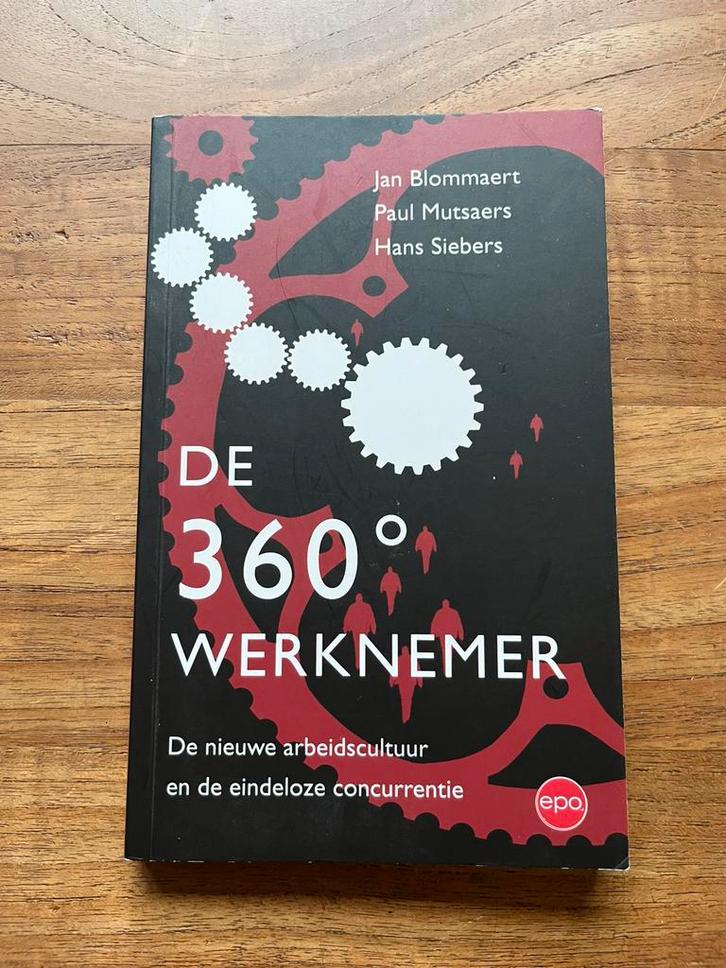 Jan Blommaert
Paul Mutsaers
Hans Siebers
DE
360°
WERKNEMER
De nieuwe arbeidscultuur
en de eindeloze concurrentie
epo.